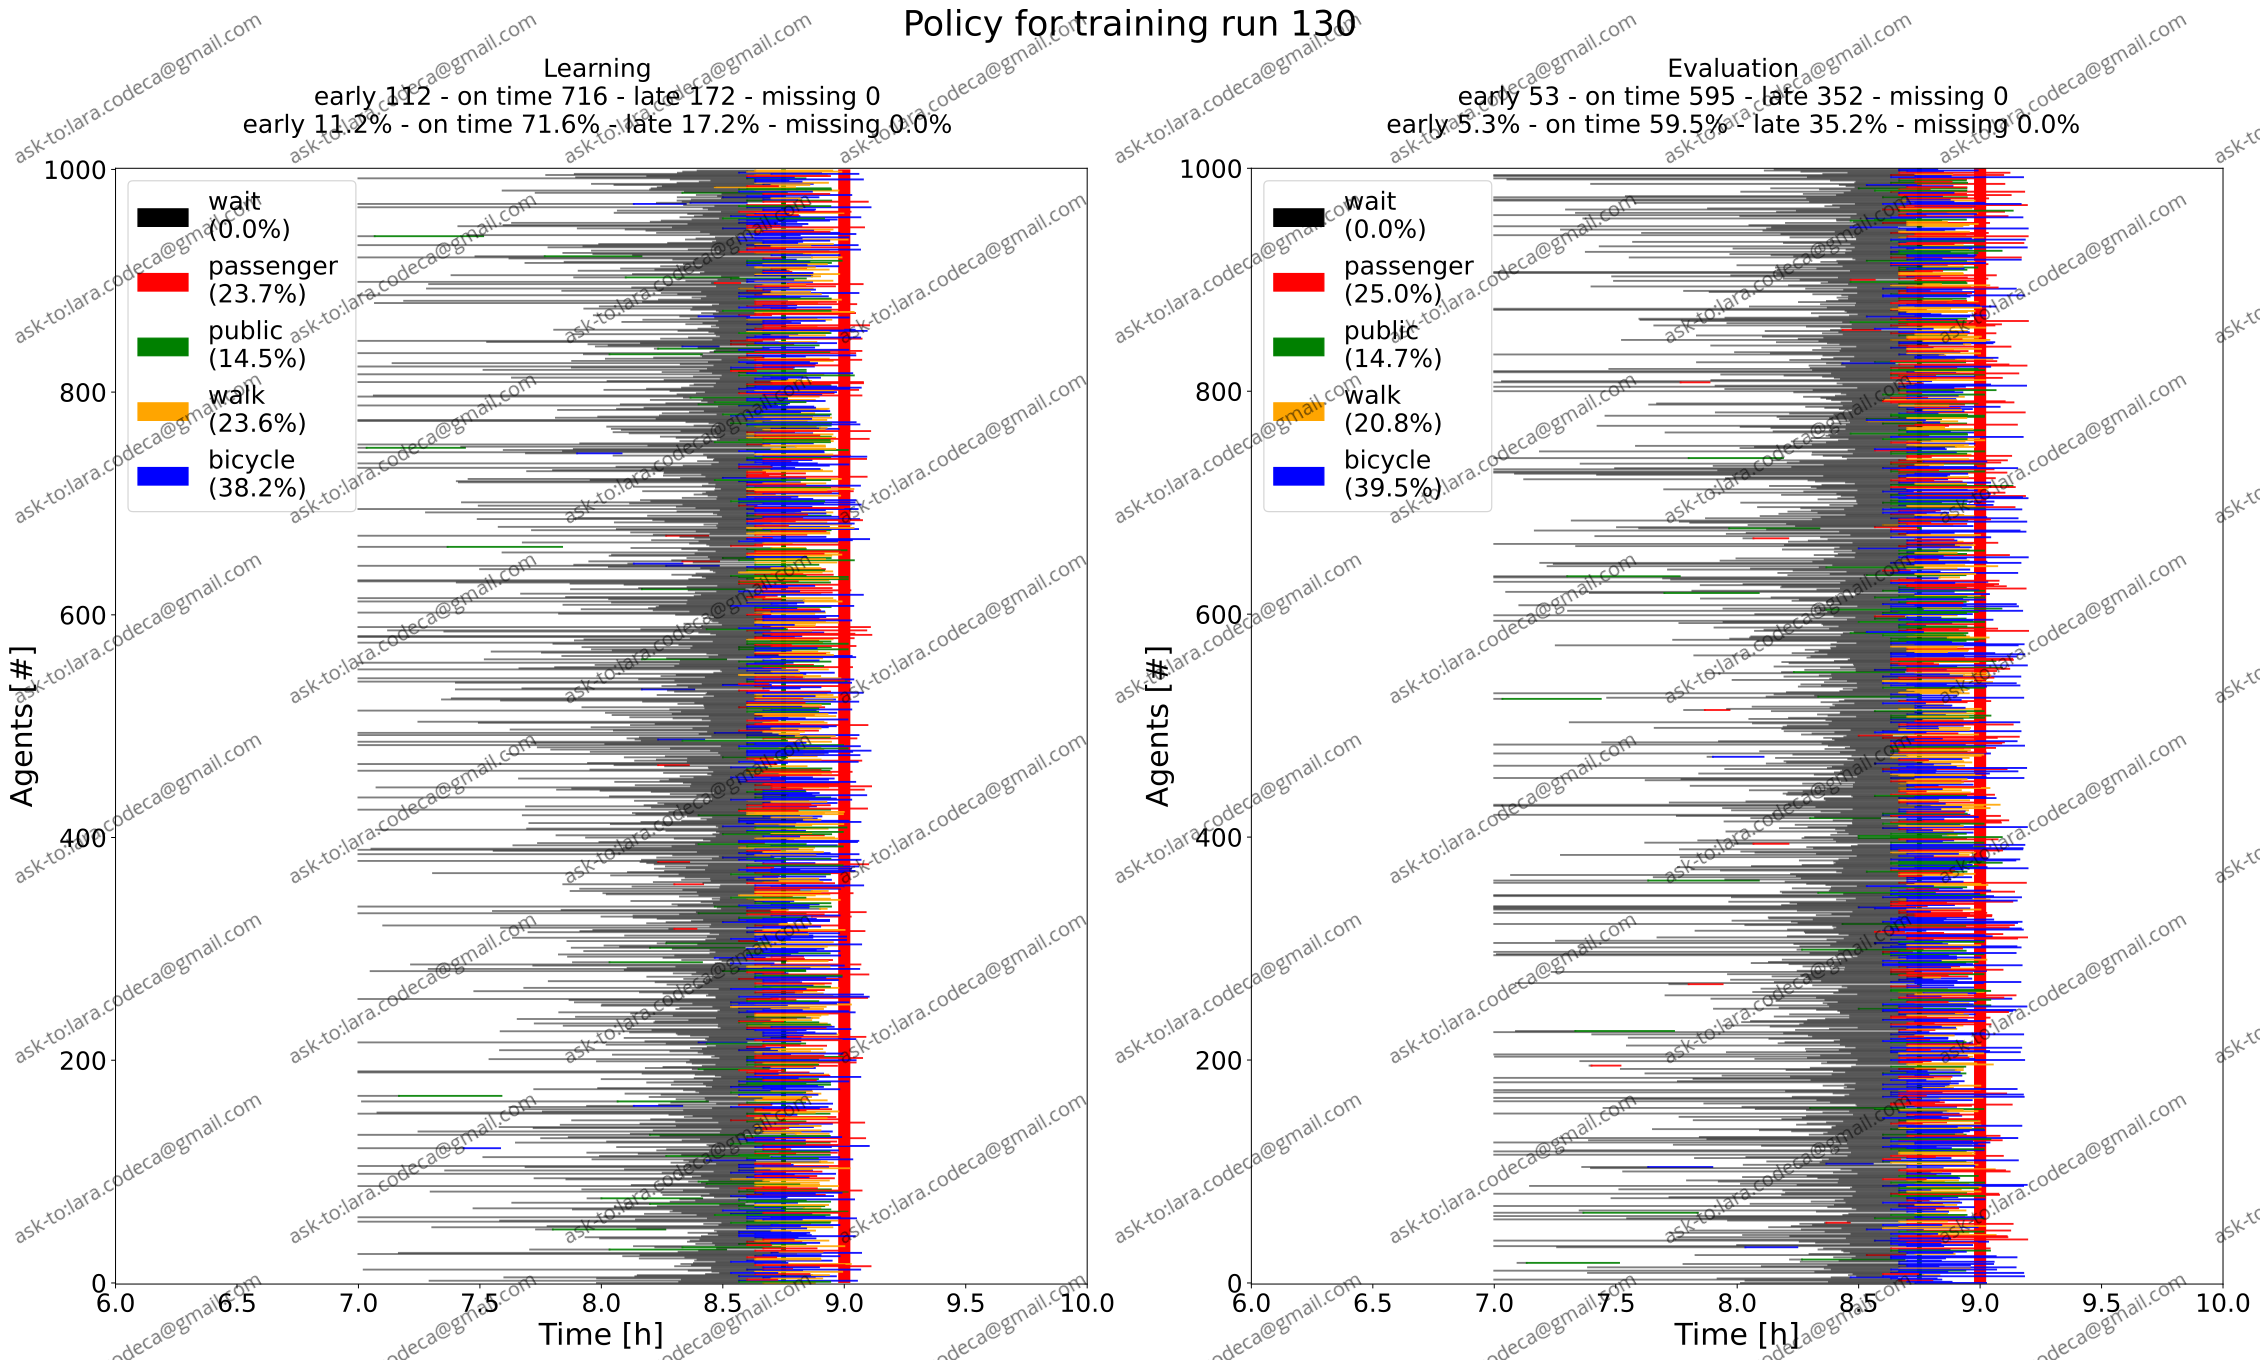 Policy for training run 130
Learning
early 112 - on time 716 - late 172 - missing 0
early 11.2% - on time 71.6% - late 17.2% - missing 0.0%
1000
800
600
400
200
0
Agents [#]
wait
(0.0%)
passenger
(23.7%)
public
(14.5%)
walk
(23.6%)
bicycle
(38.2%)
6.0 6.5 7.0 7.5 8.0 8.5 9.0 9.5 10.0
Time [h]
Evaluation
early 53 - on time 595 - late 352 - missing 0
early 5.3% - on time 59.5% - late 35.2% - missing 0.0%
1000
800
600
400
200
0
Agents [#]
wait
(0.0%)
passenger
(25.0%)
public
(14.7%)
walk
(20.8%)
bicycle
(39.5%)
6.0 6.5 7.0 7.5 8.0 8.5 9.0 9.5 10.0
Time [h]
ask-to:lara.codeca@gmail.com